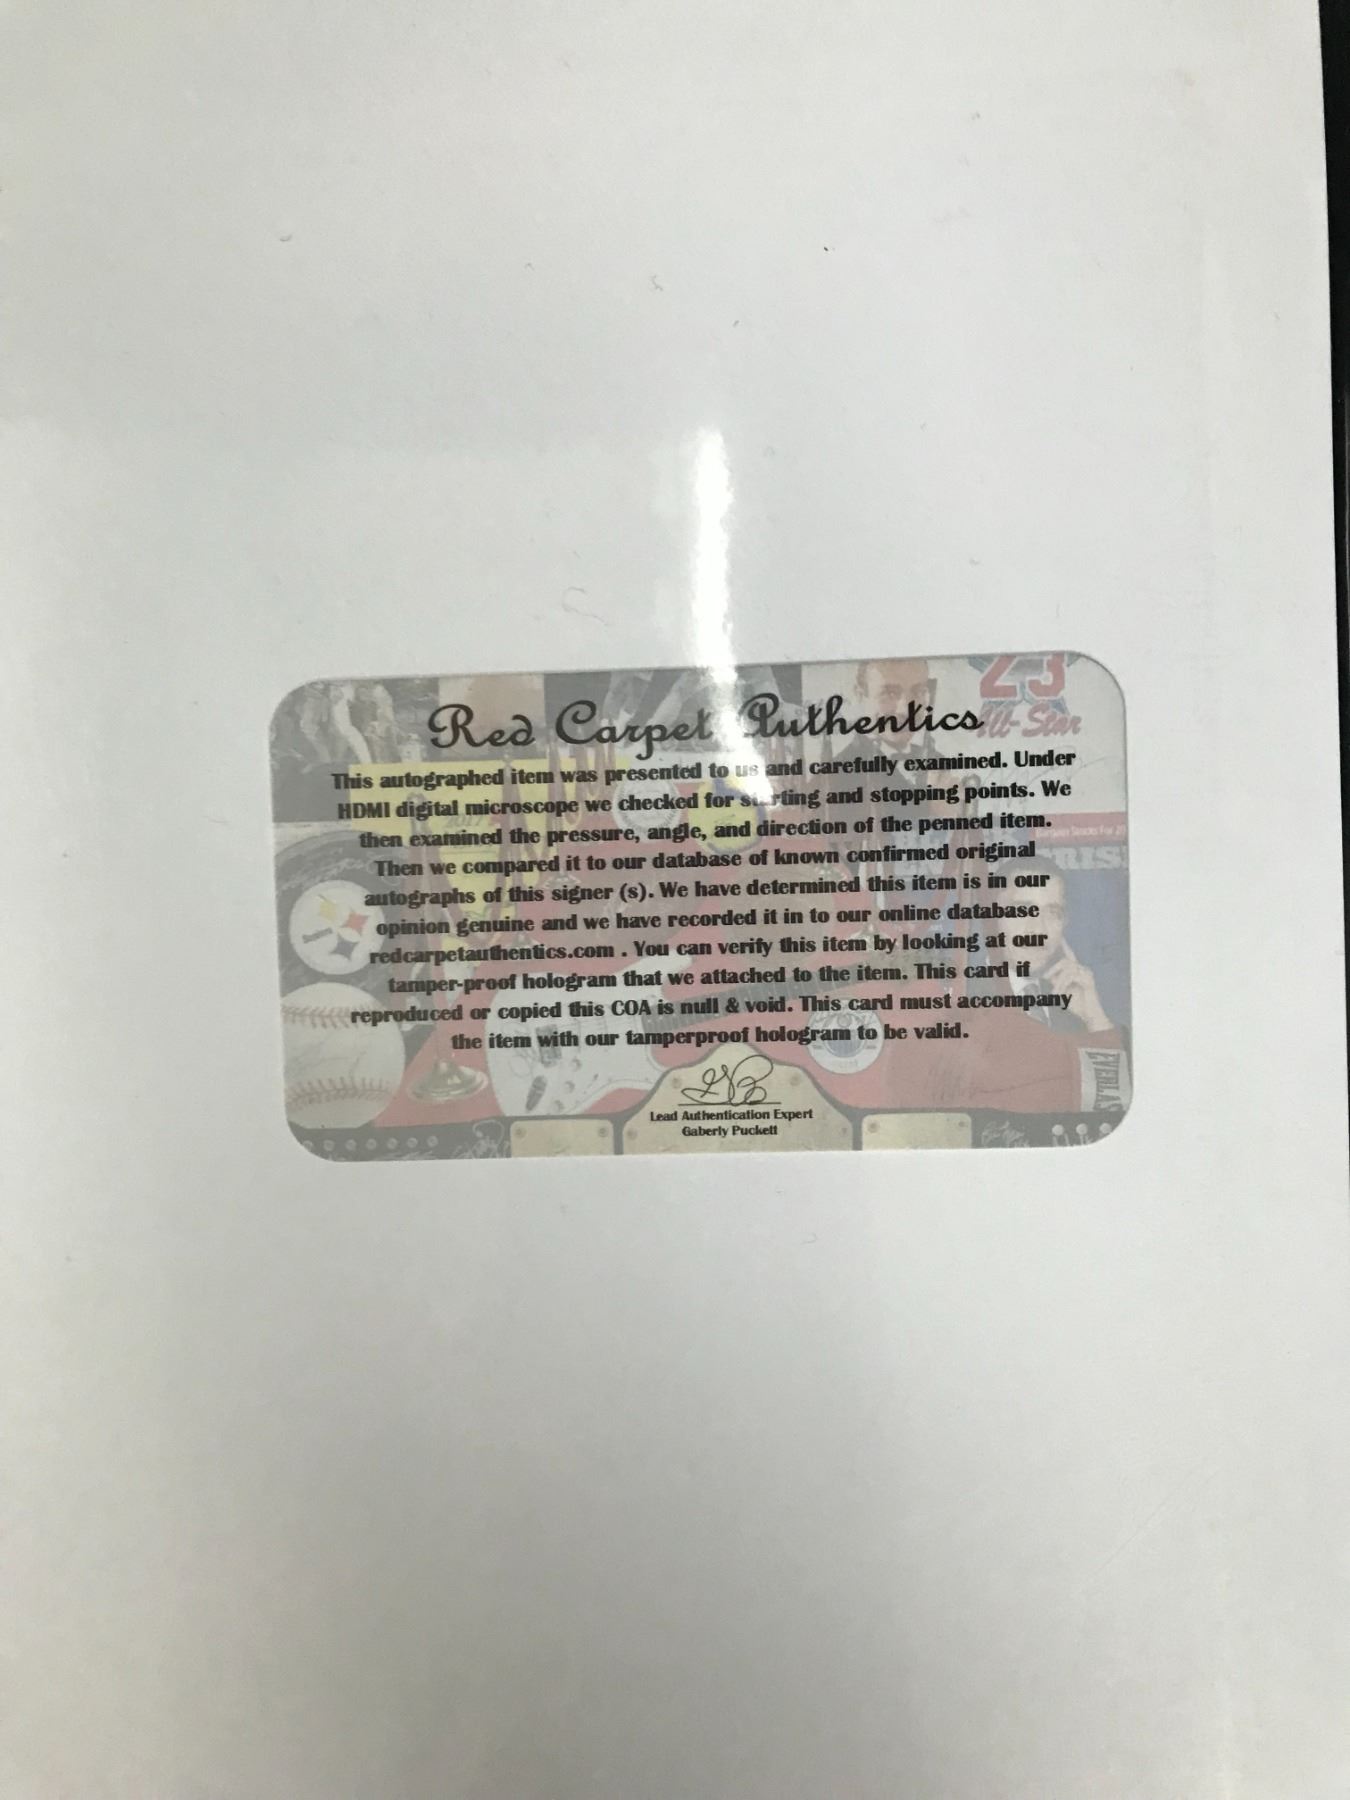 Red Carpet Authentics
This autographed item was presented to us and carefully examined. Under
HDMI digital microscope we checked for starting and stopping points. We
then examined the pressure, angle, and direction of the penned item.
Then we compared it to our database of known confirmed original
autographs of this signer (s). We have determined this item is in our
opinion genuine and we have recorded it in to our online database
redcarpetauthentics.com . You can verify this item by looking at our
tamper-proof hologram that we attached to the item. This card if
reproduced or copied this COA is null & void. This card must accompany
the item with our tamperproof hologram to be valid.
Lead Authentication Expert
Gaberly Puckett
23
All-Star
EVERLAS